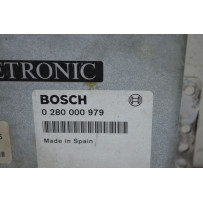 ETRONIC
BOSCH
0 280 000 979
Made in Spain